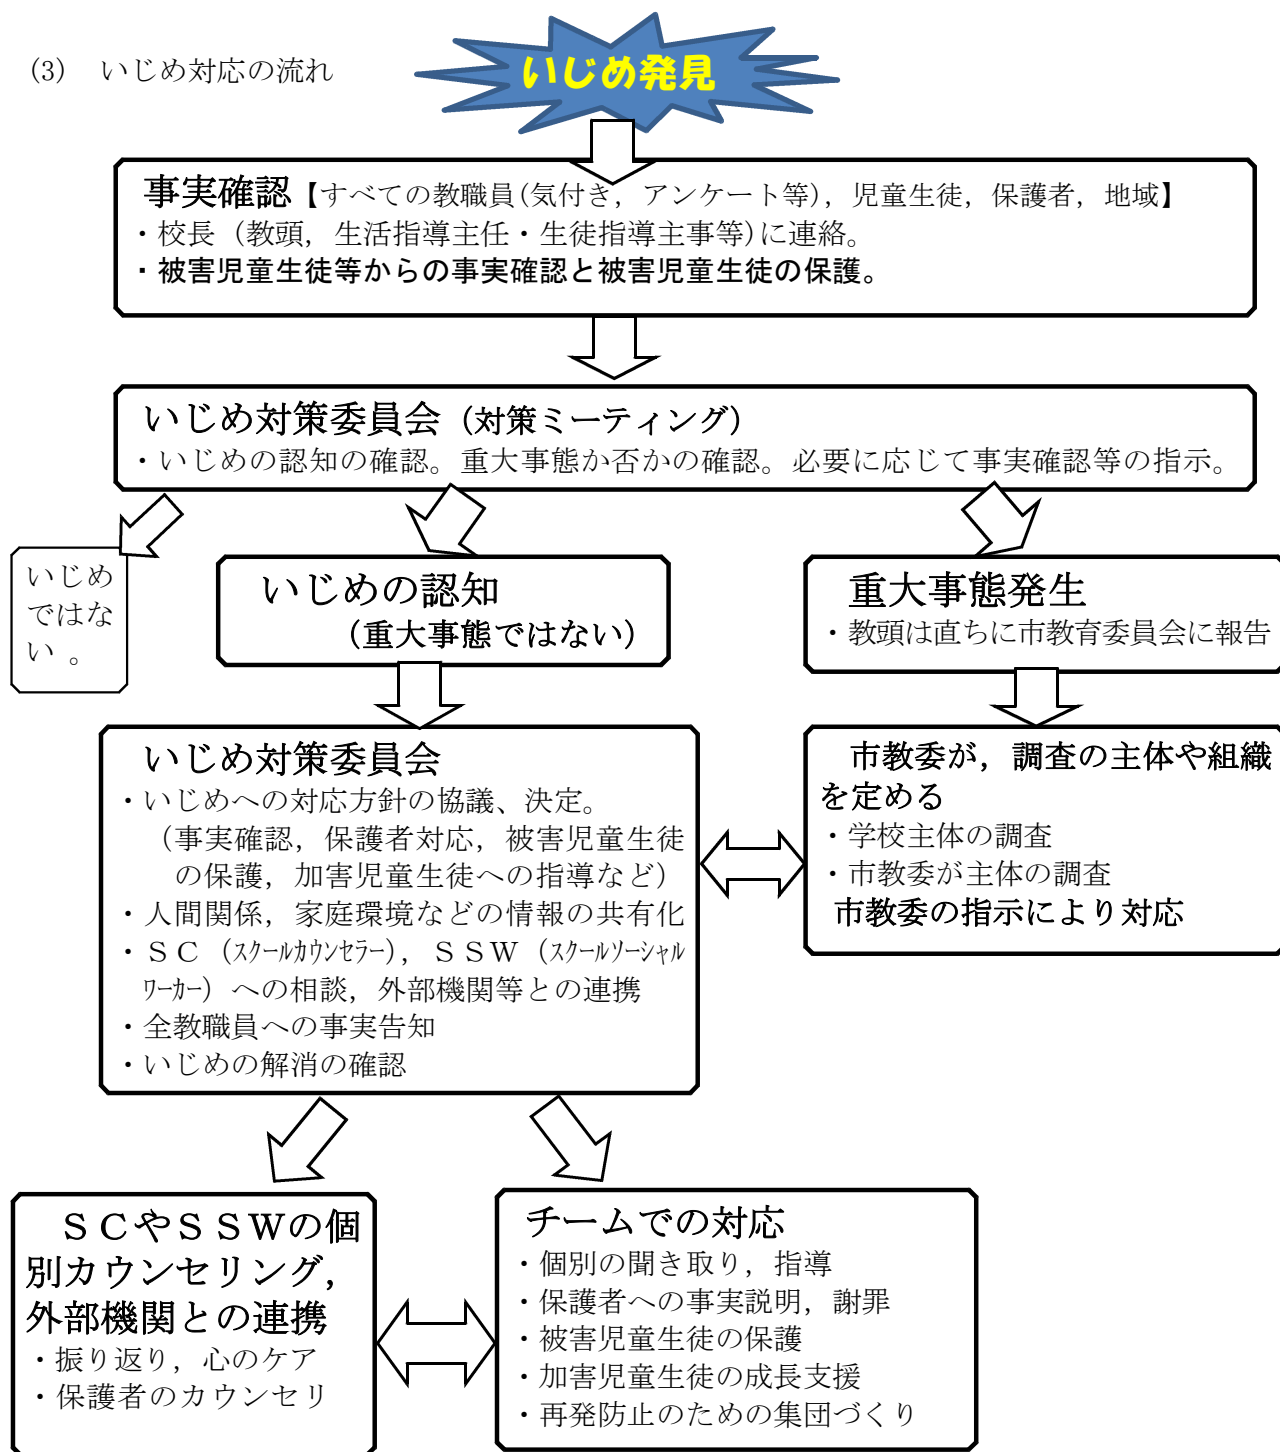 (3) いじめ対応の流れ
いじめ発見
事実確認【すべての教職員(気付き，アンケート等)，児童生徒，保護者，地域】
・校長（教頭，生活指導主任・生徒指導主事等)に連絡。
・被害児童生徒等からの事実確認と被害児童生徒の保護。
いじめ対策委員会（対策ミーティング）
・いじめの認知の確認。重大事態か否かの確認。必要に応じて事実確認等の指示。
いじめ
ではな
い 。
いじめの認知
（重大事態ではない）
重大事態発生
・教頭は直ちに市教育委員会に報告
いじめ対策委員会
・いじめへの対応方針の協議、決定。
（事実確認，保護者対応，被害児童生徒
の保護，加害児童生徒への指導など）
・人間関係，家庭環境などの情報の共有化
・ＳＣ（ｽｸｰﾙｶｳﾝｾﾗｰ)，ＳＳＷ（ｽｸｰﾙｿｰｼｬﾙ
ﾜｰｶｰ）への相談，外部機関等との連携
・全教職員への事実告知
・いじめの解消の確認
市教委が，調査の主体や組織
を定める
・学校主体の調査
・市教委が主体の調査
市教委の指示により対応
ＳＣやＳＳＷの個
別カウンセリング，
外部機関との連携
・振り返り，心のケア
・保護者のカウンセリ
チームでの対応
・個別の聞き取り，指導
・保護者への事実説明，謝罪
・被害児童生徒の保護
・加害児童生徒の成長支援
・再発防止のための集団づくり